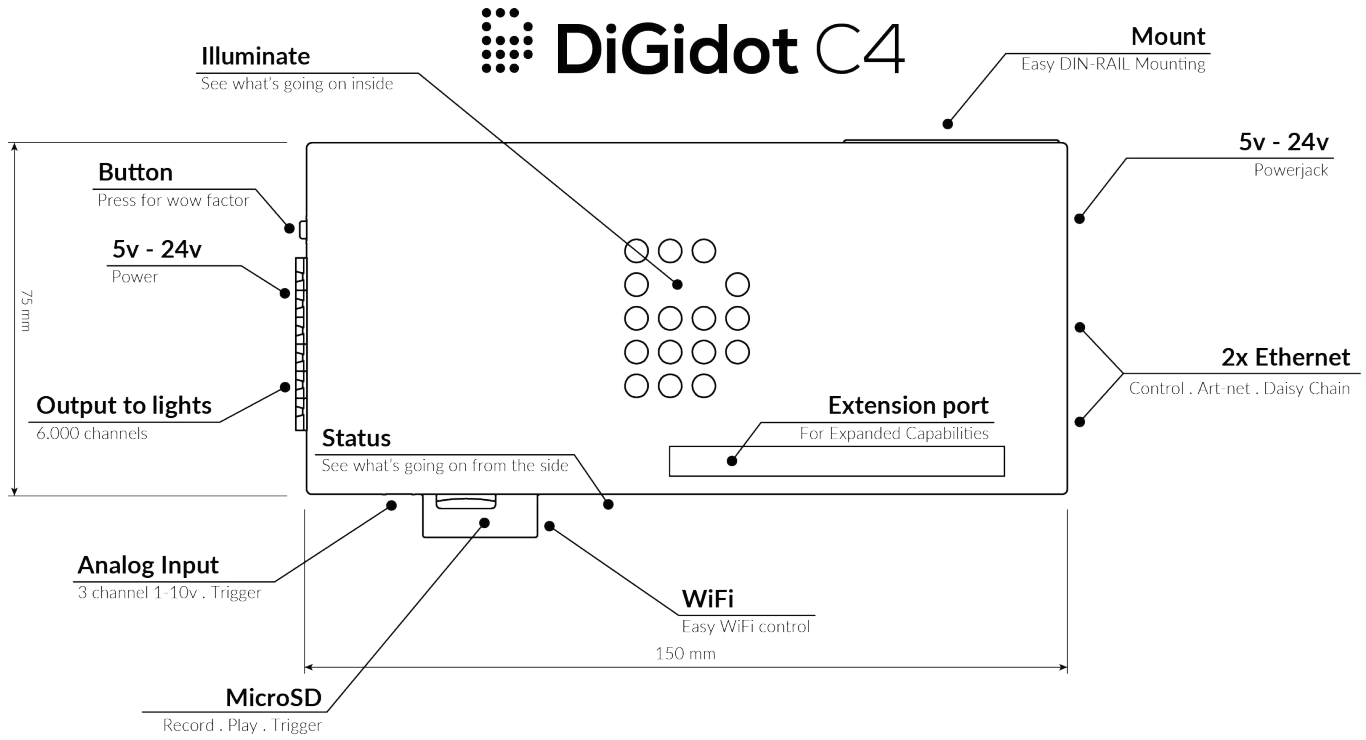 DiGidot C4
Illuminate
See what's going on inside
Mount
Easy DIN-RAIL Mounting
5v - 24v
Powerjack
Button
Press for wow factor
5v - 24v
Power
75 mm
2x Ethernet
Control . Art-net . Daisy Chain
Output to lights
6.000 channels
Extension port
For Expanded Capabilities
Status
See what's going on from the side
Analog Input
3 channel 1-10v . Trigger
WiFi
Easy WiFi control
150 mm
MicroSD
Record . Play . Trigger